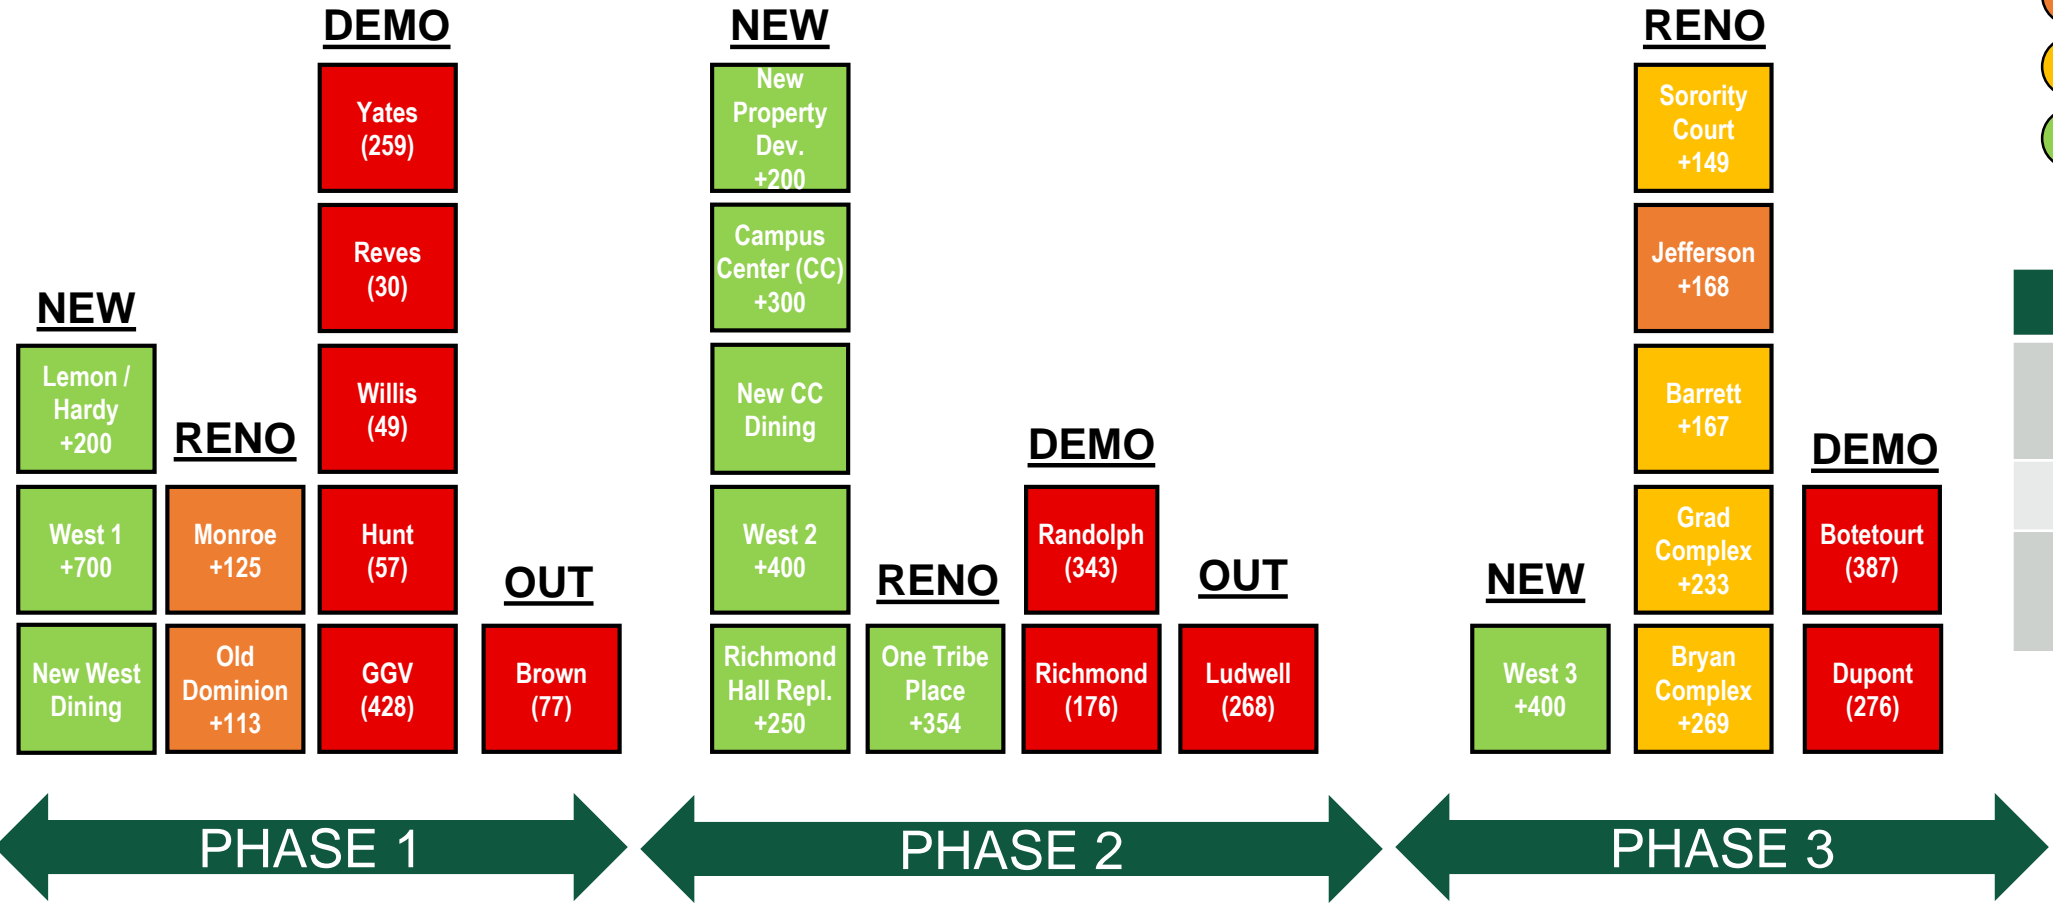 NEW
Lemon /
Hardy
+200
West 1
+700
New West
Dining
RENO
Monroe
+125
Old
Dominion
+113
DEMO
Yates
(259)
Reves
(30)
Willis
(49)
Hunt
(57)
GGV
(428)
OUT
Brown
(77)
PHASE 1
NEW
New
Property
Dev.
+200
Campus
Center (CC)
+300
New CC
Dining
West 2
+400
Richmond
Hall Repl.
+250
RENO
One Tribe
Place
+354
DEMO
Randolph
(343)
Richmond
(176)
OUT
Ludwell
(268)
PHASE 2
NEW
West 3
+400
RENO
Sorority
Court
+149
Jefferson
+168
Barrett
+167
Grad
Complex
+233
Bryan
Complex
+269
DEMO
Botetourt
(387)
Dupont
(276)
PHASE 3